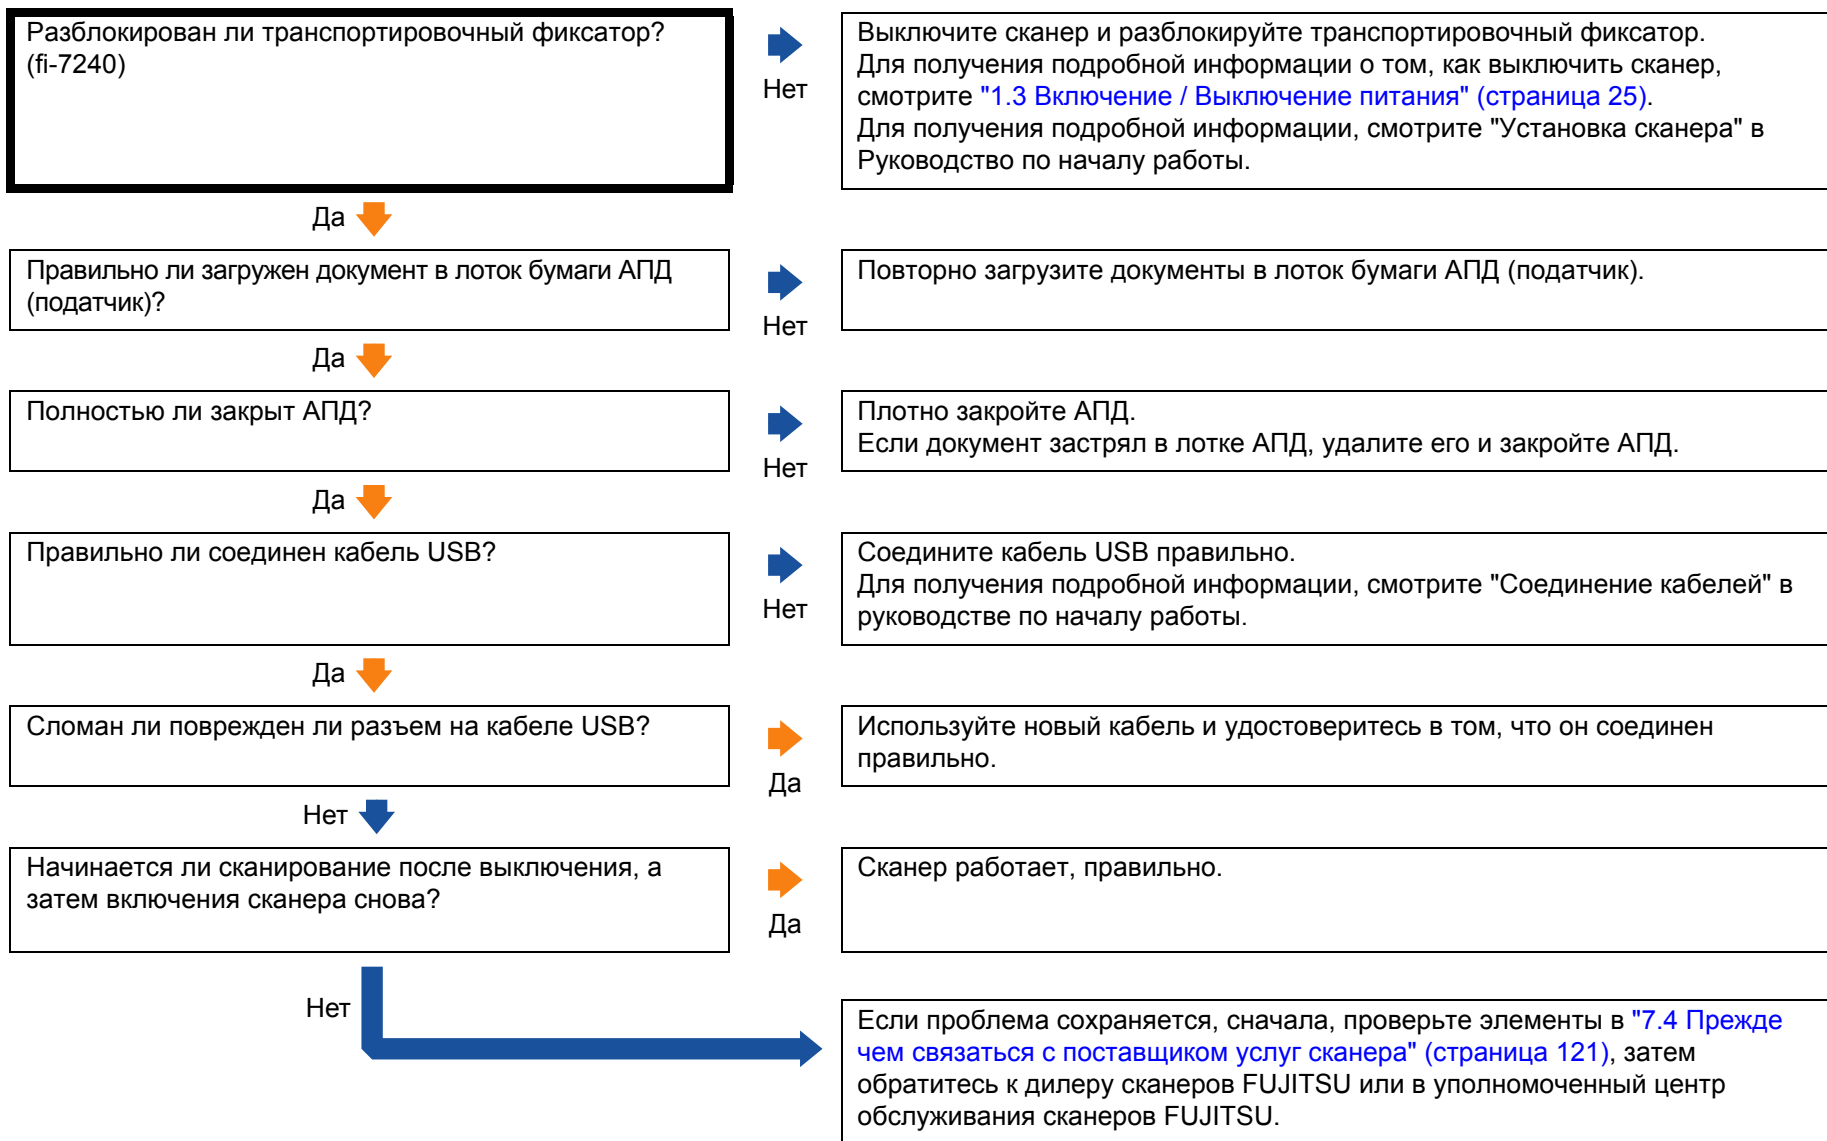 Разблокирован ли транспортировочный фиксатор?
(fi-7240)
Нет
Выключите сканер и разблокируйте транспортировочный фиксатор.
Для получения подробной информации о том, как выключить сканер,
смотрите "1.3 Включение / Выключение питания" (страница 25).
Для получения подробной информации, смотрите "Установка сканера" в
Руководство по началу работы.
Да
Правильно ли загружен документ в лоток бумаги АПД
(податчик)?
Нет
Повторно загрузите документы в лоток бумаги АПД (податчик).
Да
Полностью ли закрыт АПД?
Нет
Плотно закройте АПД.
Если документ застрял в лотке АПД, удалите его и закройте АПД.
Да
Правильно ли соединен кабель USB?
Нет
Соедините кабель USB правильно.
Для получения подробной информации, смотрите "Соединение кабелей" в
руководстве по началу работы.
Да
Сломан ли поврежден ли разъем на кабеле USB?
Да
Используйте новый кабель и удостоверитесь в том, что он соединен
правильно.
Нет
Начинается ли сканирование после выключения, а
затем включения сканера снова?
Да
Сканер работает, правильно.
Нет
Если проблема сохраняется, сначала, проверьте элементы в "7.4 Прежде
чем связаться с поставщиком услуг сканера" (страница 121), затем
обратитесь к дилеру сканеров FUJITSU или в уполномоченный центр
обслуживания сканеров FUJITSU.